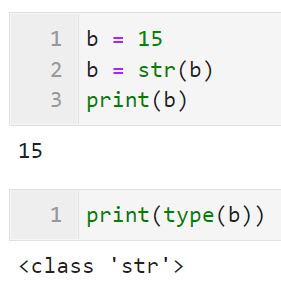 1 b = 15
2 b = str(b)
3 print(b)
15
1 print(type(b))
<class 'str'>